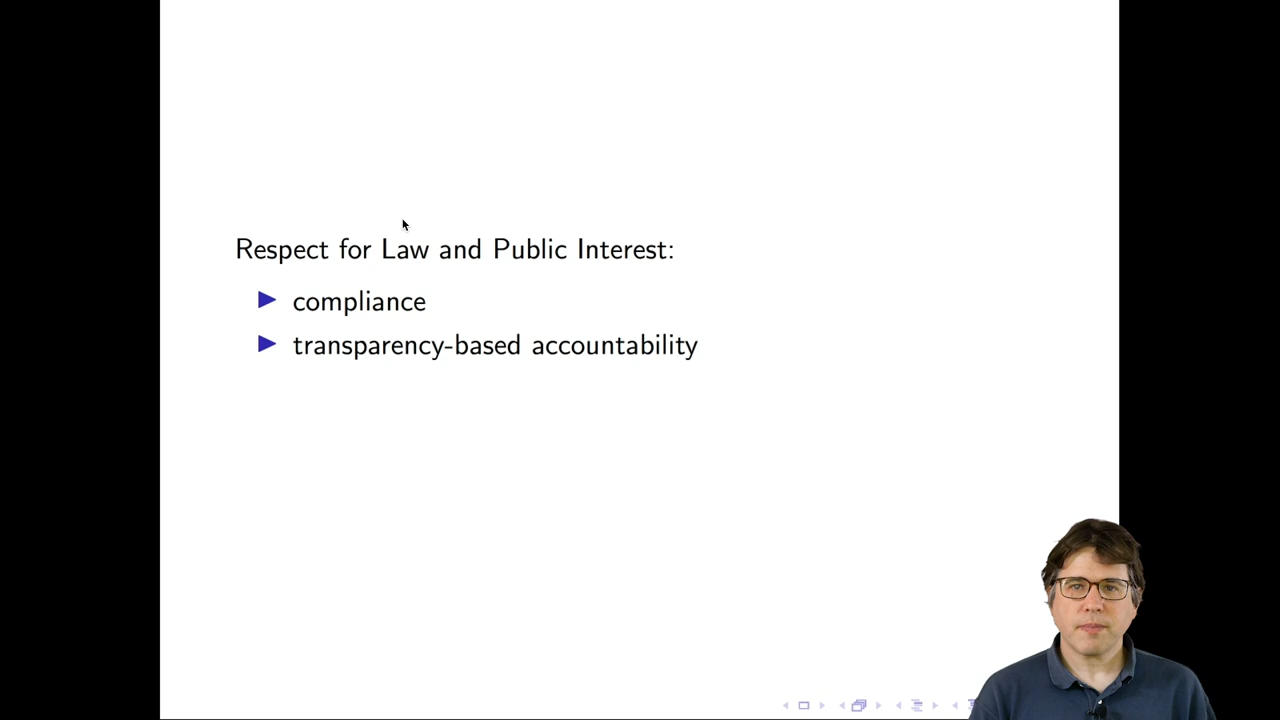 Respect for Law and Public Interest:
compliance
transparency-based accountability